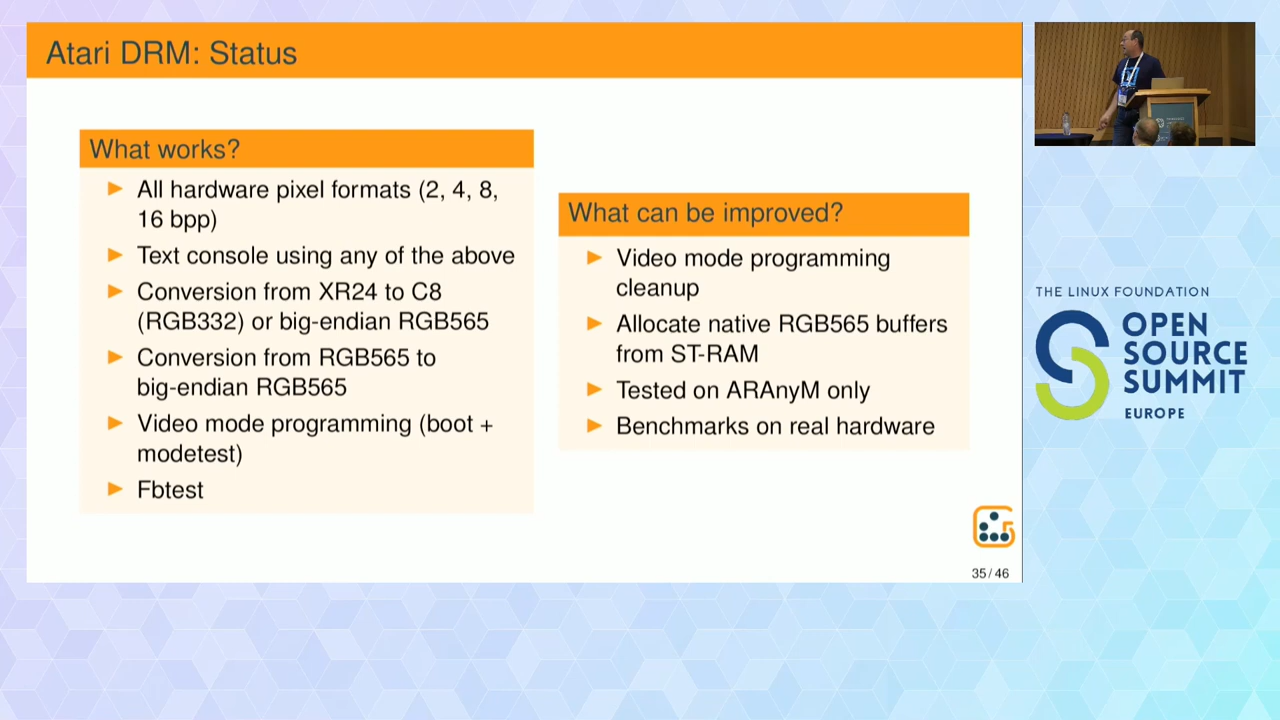 Atari DRM: Status
What works?
All hardware pixel formats (2, 4, 8,
16 bpp)
Text console using any of the above
Conversion from XR24 to C8
(RGB332) or big-endian RGB565
Conversion from RGB565 to
big-endian RGB565
Video mode programming (boot +
modetest)
Fbtest
What can be improved?
Video mode programming
cleanup
Allocate native RGB565 buffers
from ST-RAM
Tested on ARAnyM only
Benchmarks on real hardware
35 / 46
THE LINUX FOUNDATION
OPEN
SOURCE
SUMMIT
EUROPE